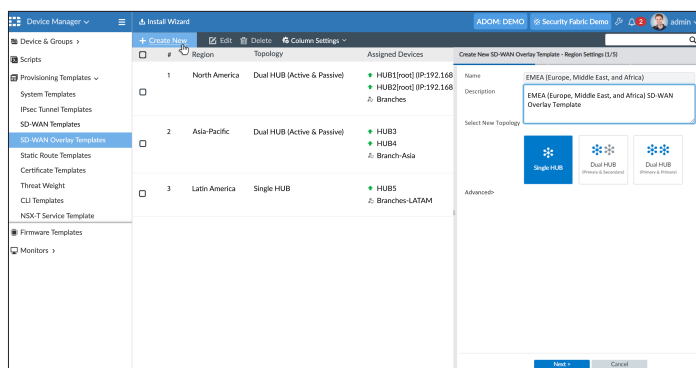 Device Manager
Install Wizard
ADOM: DEMO
Security Fabric Demo
2
admin
Device & Groups >
Scripts
Provisioning Templates
System Templates
IPsec Tunnel Templates
SD-WAN Templates
SD-WAN Overlay Templates
Static Route Templates
Certificate Templates
Threat Weight
CLI Templates
NSX-T Service Template
Firmware Templates
Monitors >
+ Create New
Edit
Delete
Column Settings
# Region Topology Assigned Devices
1 North America Dual HUB (Active & Passive) HUB1[root] (IP:192.168
HUB2[root] (IP:192.168
Branches
2 Asia-Pacific Dual HUB (Active & Passive) HUB3
HUB4
Branch-Asia
3 Latin America Single HUB HUB5
Branches-LATAM
Create New SD-WAN Overlay Template - Region Settings (1/5)
Name EMEA (Europe, Middle East, and Africa)
Description EMEA (Europe, Middle East, and Africa) SD-WAN
Overlay Template
Select New Topology
Single HUB
Dual HUB
(Primary & Secondary)
Dual HUB
(Primary & Primary)
Advanced>
Next >
Cancel